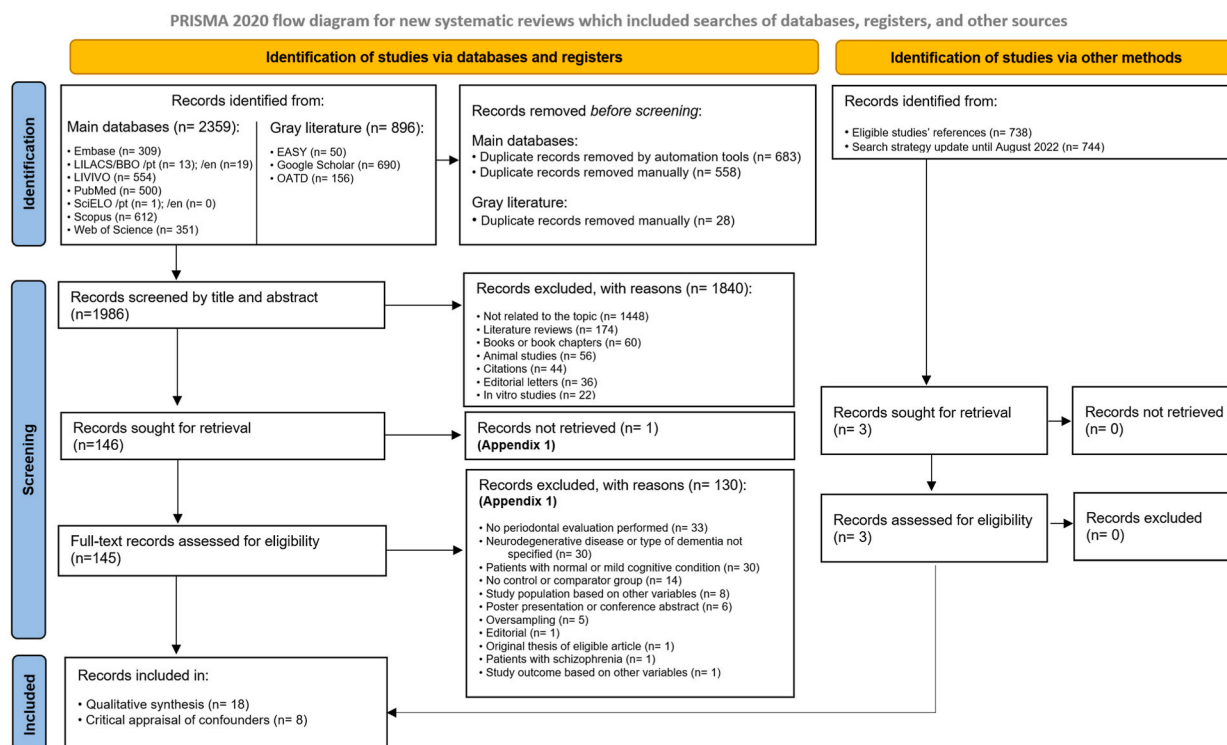 PRISMA 2020 flow diagram for new systematic reviews which included searches of databases, registers, and other sources
Identification of studies via databases and registers
Identification of studies via other methods
Identification
Records identified from:
Main databases (n= 2359):
• Embase (n= 309)
• LILACS/BBO /pt (n= 13); /en (n=19)
• LIVIVO (n= 554)
• PubMed (n= 500)
• SciELO /pt (n= 1); /en (n= 0)
• Scopus (n= 612)
• Web of Science (n= 351)
Gray literature (n= 896):
• EASY (n= 50)
• Google Scholar (n= 690)
• OATD (n= 156)
Records removed before screening:
Main databases:
• Duplicate records removed by automation tools (n= 683)
• Duplicate records removed manually (n= 558)
Gray literature:
• Duplicate records removed manually (n= 28)
Records identified from:
• Eligible studies' references (n= 738)
• Search strategy update until August 2022 (n= 744)
Screening
Records screened by title and abstract
(n=1986)
Records excluded, with reasons (n= 1840):
• Not related to the topic (n= 1448)
• Literature reviews (n= 174)
• Books or book chapters (n= 60)
• Animal studies (n= 56)
• Citations (n= 44)
• Editorial letters (n= 36)
• In vitro studies (n= 22)
Records sought for retrieval
(n=146)
Records not retrieved (n= 1)
(Appendix 1)
Records sought for retrieval
(n= 3)
Records not retrieved
(n= 0)
Full-text records assessed for eligibility
(n=145)
Records excluded, with reasons (n= 130):
(Appendix 1)
• No periodontal evaluation performed (n= 33)
• Neurodegenerative disease or type of dementia not
specified (n= 30)
• Patients with normal or mild cognitive condition (n= 30)
• No control or comparator group (n= 14)
• Study population based on other variables (n= 8)
• Poster presentation or conference abstract (n= 6)
• Oversampling (n= 5)
• Editorial (n= 1)
• Original thesis of eligible article (n= 1)
• Patients with schizophrenia (n= 1)
• Study outcome based on other variables (n= 1)
Records assessed for eligibility
(n= 3)
Records excluded
(n= 0)
Included
Records included in:
• Qualitative synthesis (n= 18)
• Critical appraisal of confounders (n= 8)